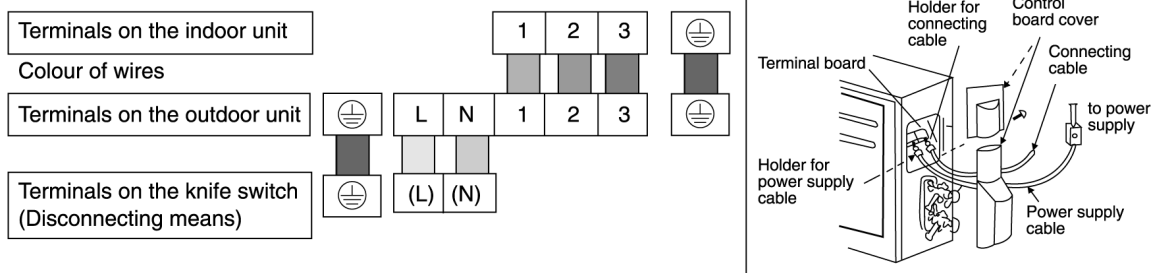 Terminals on the indoor unit
1 2 3
Colour of wires
Terminals on the outdoor unit
L N 1 2 3
Terminals on the knife switch
(Disconnecting means)
(L) (N)
Holder for
connecting
cable
Control
board cover
Connecting
cable
Terminal board
to power
supply
Holder for
power supply
cable
Power supply
cable